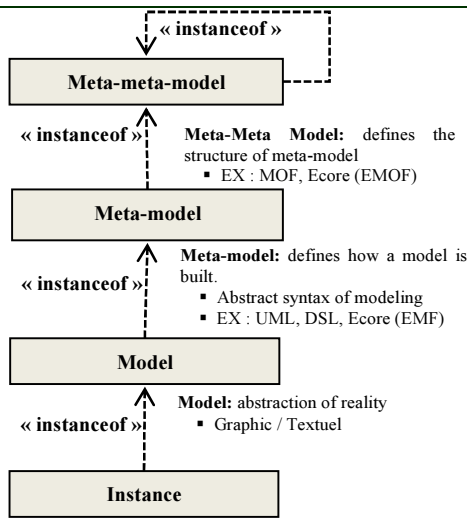 « instanceof »
Meta-meta-model
« instanceof »
Meta-Meta Model: defines the
structure of meta-model
▪ EX : MOF, Ecore (EMOF)
Meta-model
« instanceof »
Meta-model: defines how a model is
built.
▪ Abstract syntax of modeling
▪ EX : UML, DSL, Ecore (EMF)
Model
« instanceof »
Model: abstraction of reality
▪ Graphic / Textuel
Instance